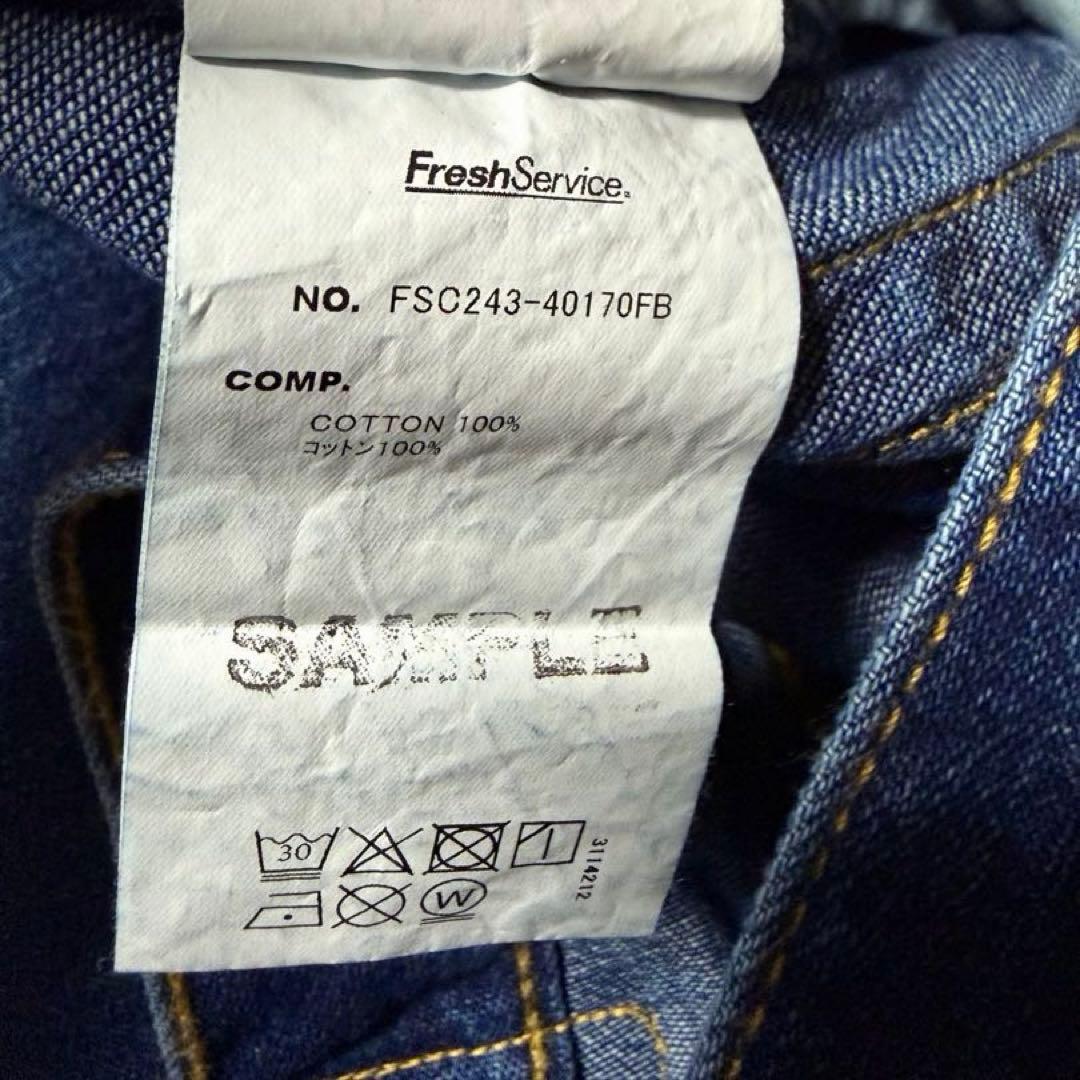 FreshService.
NO. FSC243-40170FB
COMP.
COTTON 100%
コットン100%
SAMPLE
30
3114212
W